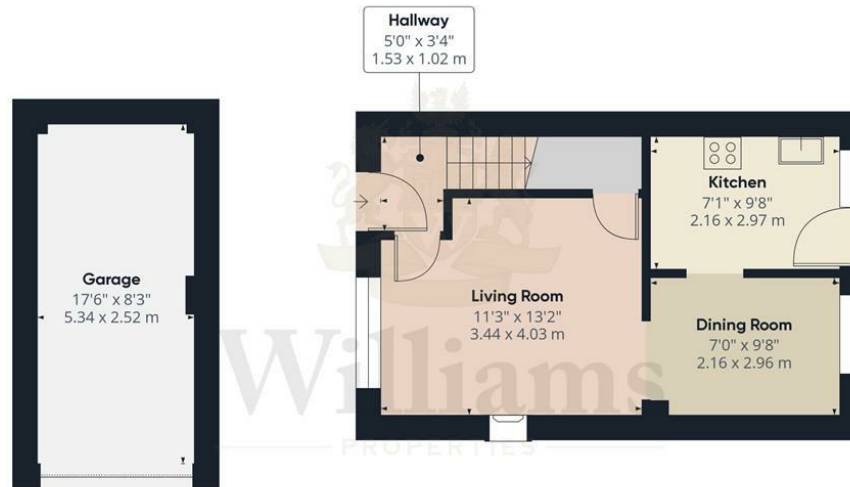 Hallway
5'0" x 3'4"
1.53 x 1.02 m
Garage
17'6" x 8'3"
5.34 x 2.52 m
Kitchen
7'1" x 9'8"
2.16 x 2.97 m
Living Room
11'3" x 13'2"
3.44 x 4.03 m
Dining Room
7'0" x 9'8"
2.16 x 2.96 m
Williams
PROPERTIES